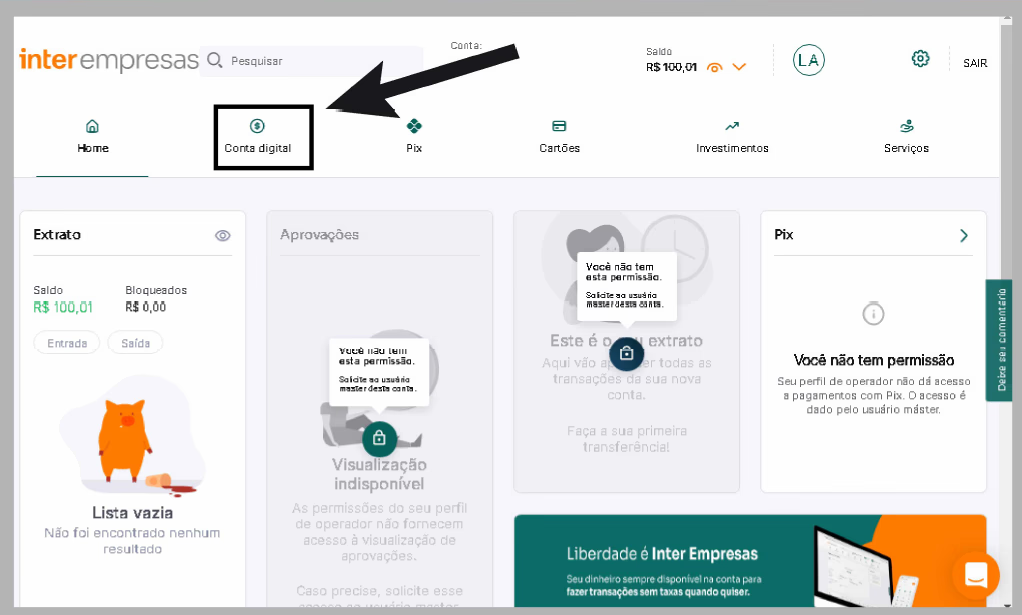 inter empresas
Pesquisar
Conta:
Saldo
R$ 100,01
LA
SAIR
Home
Conta digital
Pix
Cartões
Investimentos
Serviços
Extrato
Saldo
Bloqueados
R$ 100,01
R$ 0,00
Entrada
Saída
Lista vazia
Não foi encontrado nenhum
resultado
Aprovações
Você não tem
esta permissão.
Solicite ao usuário
master desta conta.
Visualização
indisponível
As permissões do seu perfil
de operador não fornecem
acesso à visualização de
aprovações.
Caso precise, solicite esse
acesso ao usuário master
Você não tem
esta permissão.
Solicite ao usuário
master desta conta.
Este é o seu extrato
Aqui vão aparecer todas as
transações da sua nova
conta.
Faça a sua primeira
transferência!
Pix
Você não tem permissão
Seu perfil de operador não dá acesso
a pagamentos com Pix. O acesso é
dado pelo usuário máster.
Deixe seu comentário
Liberdade é Inter Empresas
Seu dinheiro sempre disponível na conta para
fazer transações sem taxas quando quiser.